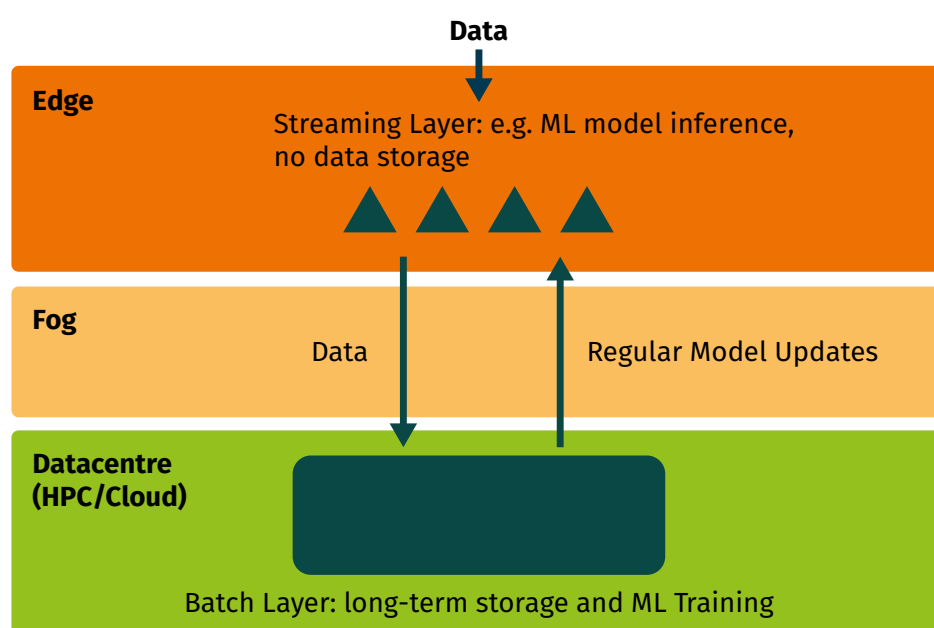 Data
Edge
Streaming Layer: e.g. ML model inference,
no data storage
Fog
Data
Regular Model Updates
Datacentre
(HPC/Cloud)
Batch Layer: long-term storage and ML Training